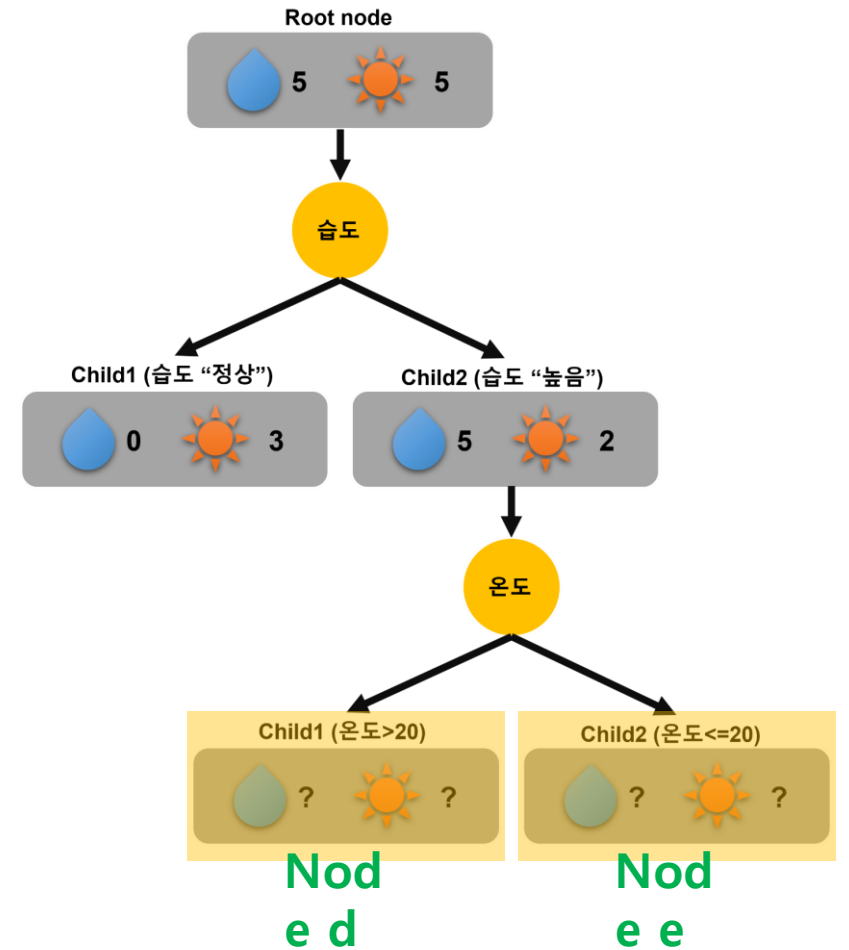 Root node
5 5
습도
Child1 (습도 “정상”)
Child2 (습도 “높음”)
0 3
5 2
온도
Child1 (온도>20)
Child2 (온도<=20)
? ?
? ?
Nod
e d
Nod
e e